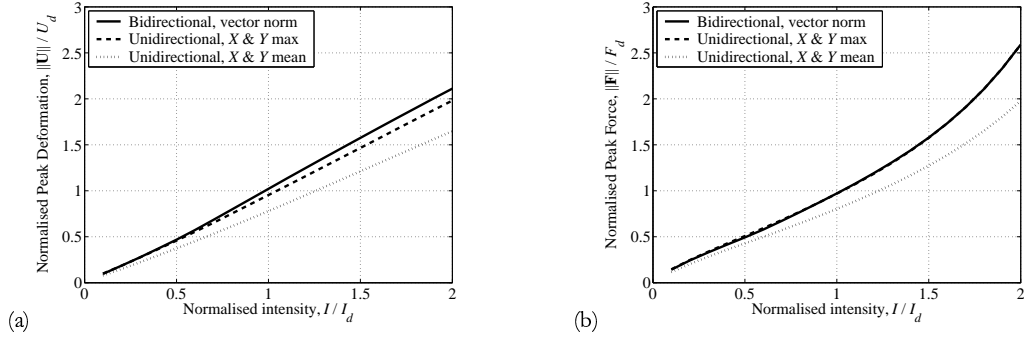 3
2.5
2
1.5
1
0.5
0
0
0.5
1
1.5
2
Normalised Peak Deformation, ||U|| / U_d
Normalised intensity, I / I_d
Bidirectional, vector norm
Unidirectional, X & Y max
Unidirectional, X & Y mean
(a)
3
2.5
2
1.5
1
0.5
0
0
0.5
1
1.5
2
Normalised Peak Force, ||F|| / F_d
Normalised intensity, I / I_d
Bidirectional, vector norm
Unidirectional, X & Y max
Unidirectional, X & Y mean
(b)